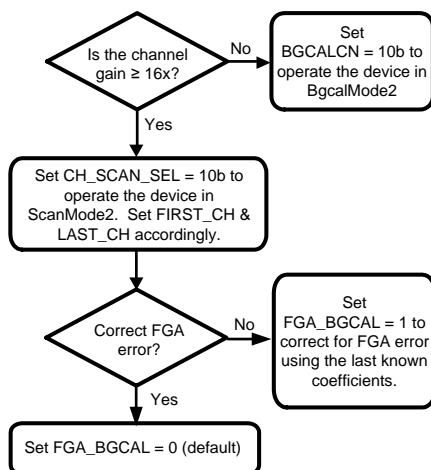 Is the channel
gain ≥ 16x?
No
Set
BGCALCN = 10b to
operate the device in
BgcalMode2
Yes
Set CH_SCAN_SEL = 10b to
operate the device in
ScanMode2. Set FIRST_CH &
LAST_CH accordingly.
Correct FGA
error?
No
Set
FGA_BGCAL = 1 to
correct for FGA error
using the last known
coefficients.
Yes
Set FGA_BGCAL = 0 (default)